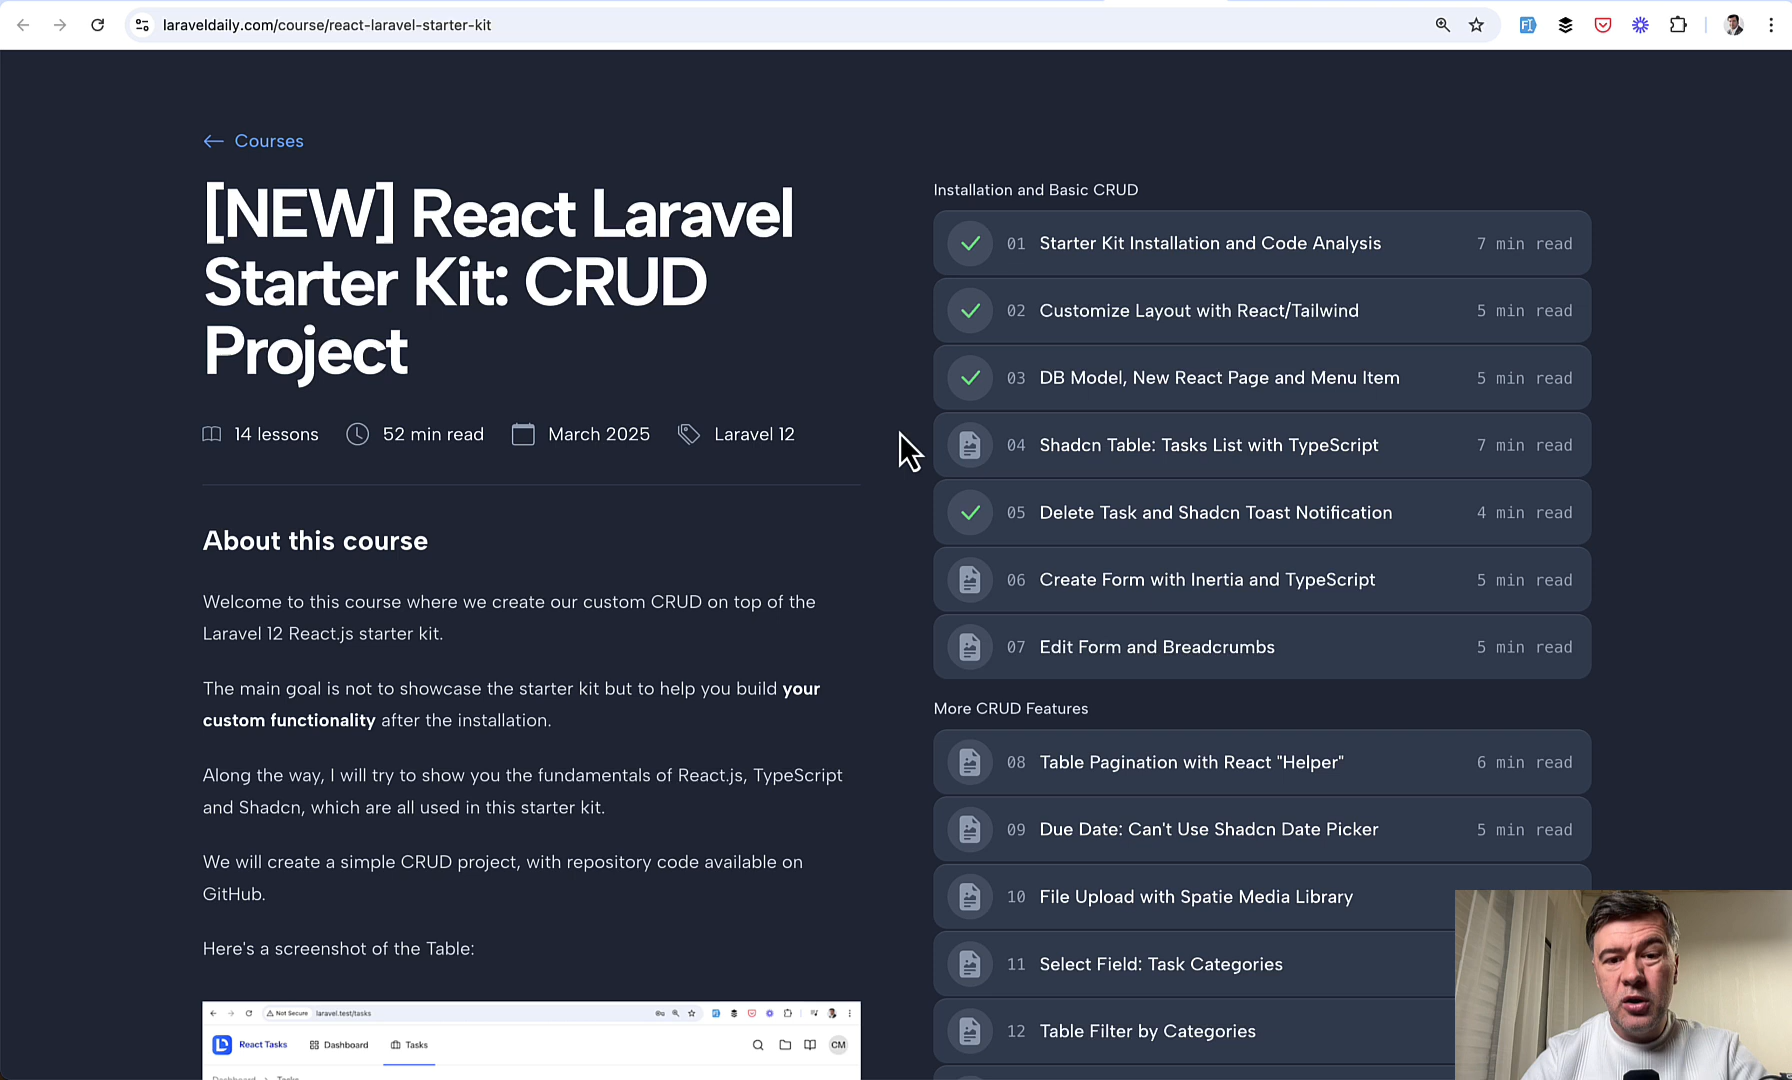 laraveldaily.com/course/react-laravel-starter-kit
Courses
[NEW] React Laravel
Starter Kit: CRUD
Project
14 lessons
52 min read
March 2025
Laravel 12
About this course
Welcome to this course where we create our custom CRUD on top of the
Laravel 12 React.js starter kit.
The main goal is not to showcase the starter kit but to help you build your
custom functionality after the installation.
Along the way, I will try to show you the fundamentals of React.js, TypeScript
and Shadcn, which are all used in this starter kit.
We will create a simple CRUD project, with repository code available on
GitHub.
Here's a screenshot of the Table:
Not Secure laravel.test/tasks
React Tasks
Dashboard
Tasks
CM
Installation and Basic CRUD
01 Starter Kit Installation and Code Analysis 7 min read
02 Customize Layout with React/Tailwind 5 min read
03 DB Model, New React Page and Menu Item 5 min read
04 Shadcn Table: Tasks List with TypeScript 7 min read
05 Delete Task and Shadcn Toast Notification 4 min read
06 Create Form with Inertia and TypeScript 5 min read
07 Edit Form and Breadcrumbs 5 min read
More CRUD Features
08 Table Pagination with React "Helper" 6 min read
09 Due Date: Can't Use Shadcn Date Picker 5 min read
10 File Upload with Spatie Media Library
11 Select Field: Task Categories
12 Table Filter by Categories